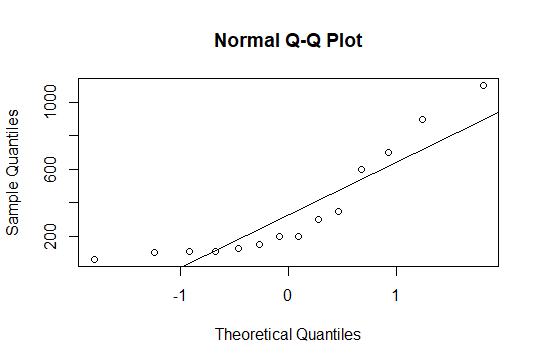 Normal Q-Q Plot
1000
600
200
Sample Quantiles
-1 0 1
Theoretical Quantiles